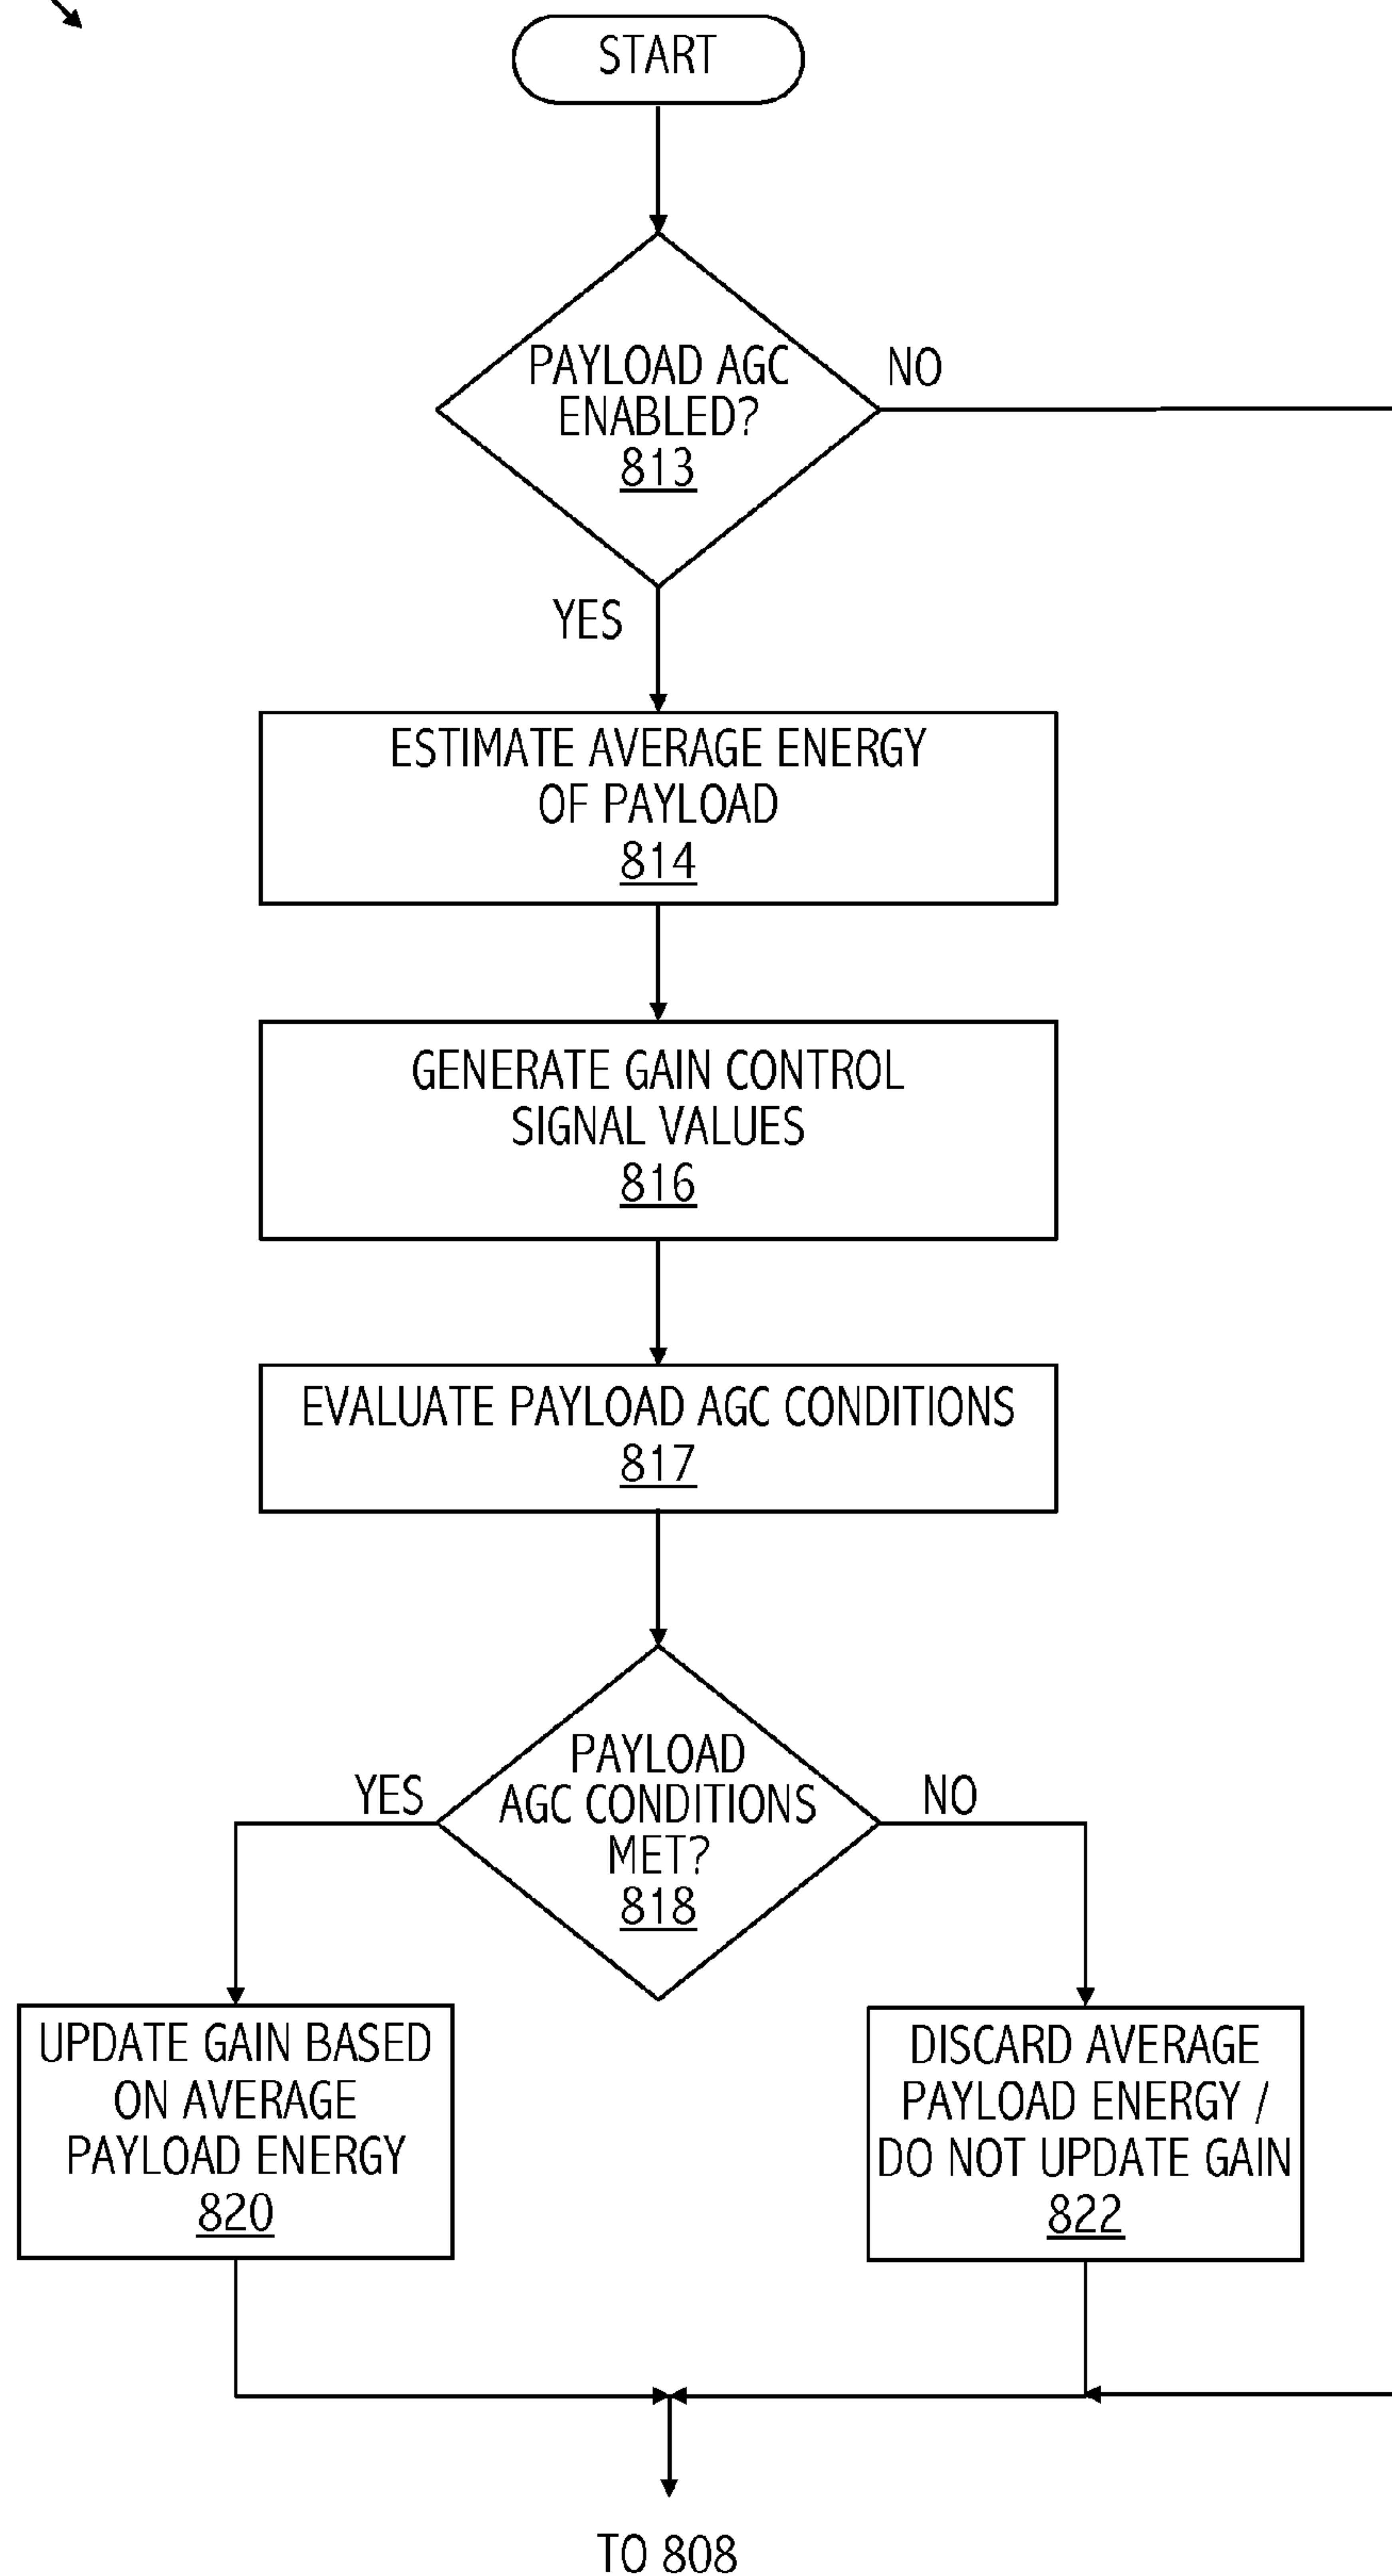 START
PAYLOAD AGC
ENABLED?
813
NO
YES
ESTIMATE AVERAGE ENERGY
OF PAYLOAD
814
GENERATE GAIN CONTROL
SIGNAL VALUES
816
EVALUATE PAYLOAD AGC CONDITIONS
817
PAYLOAD
AGC CONDITIONS
MET?
818
YES
NO
UPDATE GAIN BASED
ON AVERAGE
PAYLOAD ENERGY
820
DISCARD AVERAGE
PAYLOAD ENERGY /
DO NOT UPDATE GAIN
822
TO 808